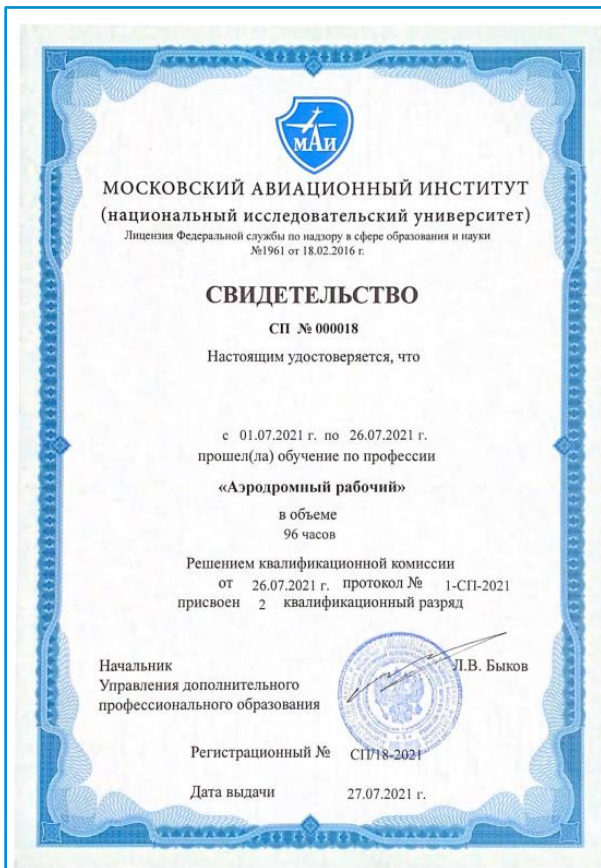 МАИ
МОСКОВСКИЙ АВИАЦИОННЫЙ ИНСТИТУТ
(национальный исследовательский университет)
Лицензия Федеральной службы по надзору в сфере образования и науки
№1961 от 18.02.2016 г.
СВИДЕТЕЛЬСТВО
СП № 000018
Настоящим удостоверяется, что
с 01.07.2021 г. по 26.07.2021 г.
прошел(ла) обучение по профессии
«Аэродромный рабочий»
в объеме
96 часов
Решением квалификационной комиссии
от 26.07.2021 г. протокол № 1-СП-2021
присвоен 2 квалификационный разряд
Начальник
Управления дополнительного
профессионального образования
Л.В. Быков
Регистрационный № СП/18-2021
Дата выдачи 27.07.2021 г.